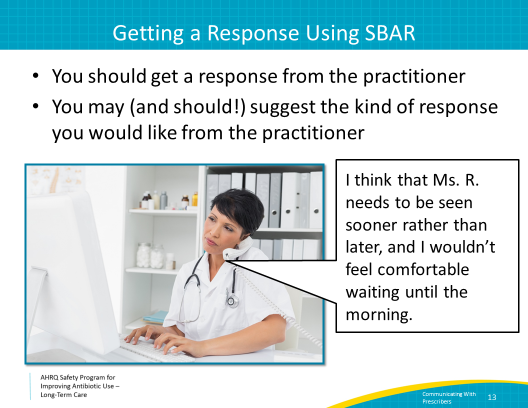 Getting a Response Using SBAR
• You should get a response from the practitioner
• You may (and should!) suggest the kind of response
you would like from the practitioner
I think that Ms. R.
needs to be seen
sooner rather than
later, and I wouldn't
feel comfortable
waiting until the
morning.
AHRQ Safety Program for
Improving Antibiotic Use –
Long-Term Care
Communicating With
Prescribers
13